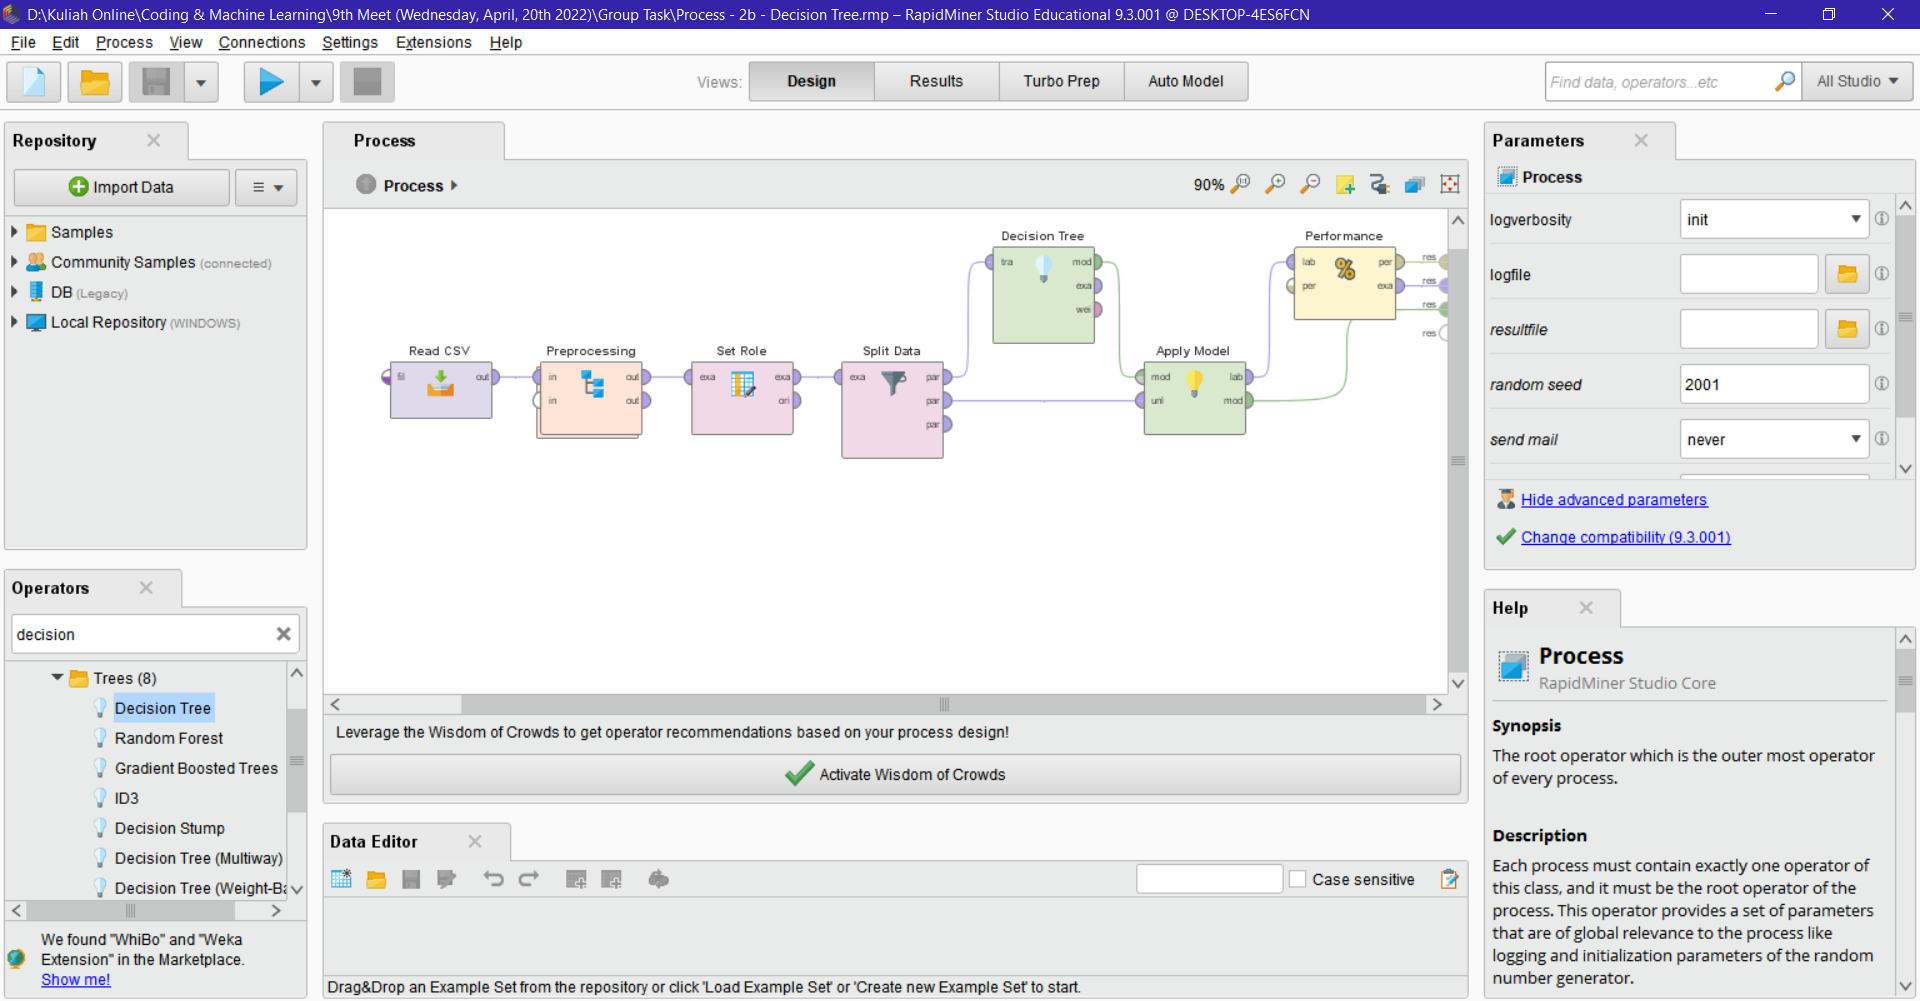 D:\Kuliah Online\Coding & Machine Learning\9th Meet (Wednesday, April, 20th 2022)\Group Task\Process - 2b - Decision Tree.rmp – RapidMiner Studio Educational 9.3.001 @ DESKTOP-4ES6FCN
File Edit Process View Connections Settings Extensions Help
Views: Design Results Turbo Prep Auto Model
Find data, operators...etc All Studio
Repository
Import Data
Samples
Community Samples (connected)
DB (Legacy)
Local Repository (WINDOWS)
Operators
decision
Trees (8)
Decision Tree
Random Forest
Gradient Boosted Trees
ID3
Decision Stump
Decision Tree (Multiway)
Decision Tree (Weight-Ba
We found "WhiBo" and "Weka
Extension" in the Marketplace.
Show me!
Process
Process 90%
Decision Tree
tra mod
exa
wei
Performance
lab per
per exa
res
res
res
res
Read CSV
fil out
Preprocessing
in out
in out
Set Role
exa exa
ori
Split Data
exa par
par
par
Apply Model
mod lab
unl mod
Leverage the Wisdom of Crowds to get operator recommendations based on your process design!
Activate Wisdom of Crowds
Data Editor
Case sensitive
Drag&Drop an Example Set from the repository or click 'Load Example Set' or 'Create new Example Set' to start.
Parameters
Process
logverbosity init
logfile
resultfile
random seed 2001
send mail never
Hide advanced parameters
Change compatibility (9.3.001)
Help
Process
RapidMiner Studio Core
Synopsis
The root operator which is the outer most operator
of every process.
Description
Each process must contain exactly one operator of
this class, and it must be the root operator of the
process. This operator provides a set of parameters
that are of global relevance to the process like
logging and initialization parameters of the random
number generator.